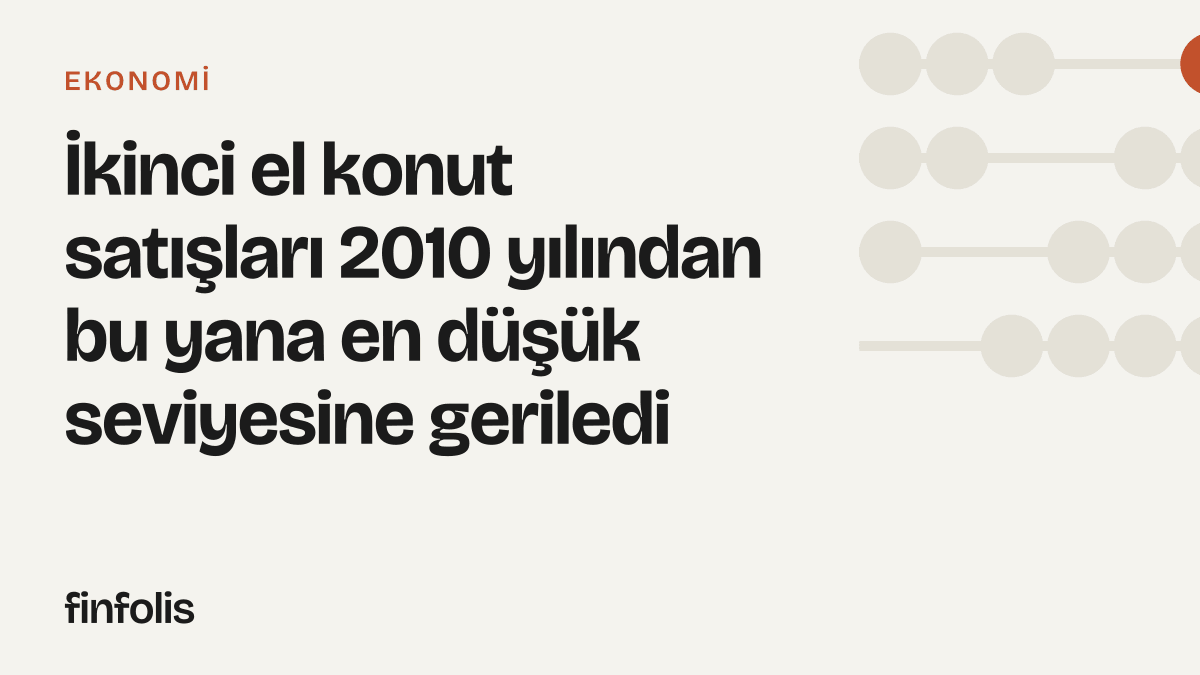 EKONOMİ
İkinci el konut
satışları 2010 yılından
bu yana en düşük
seviyesine geriledi
finfolis